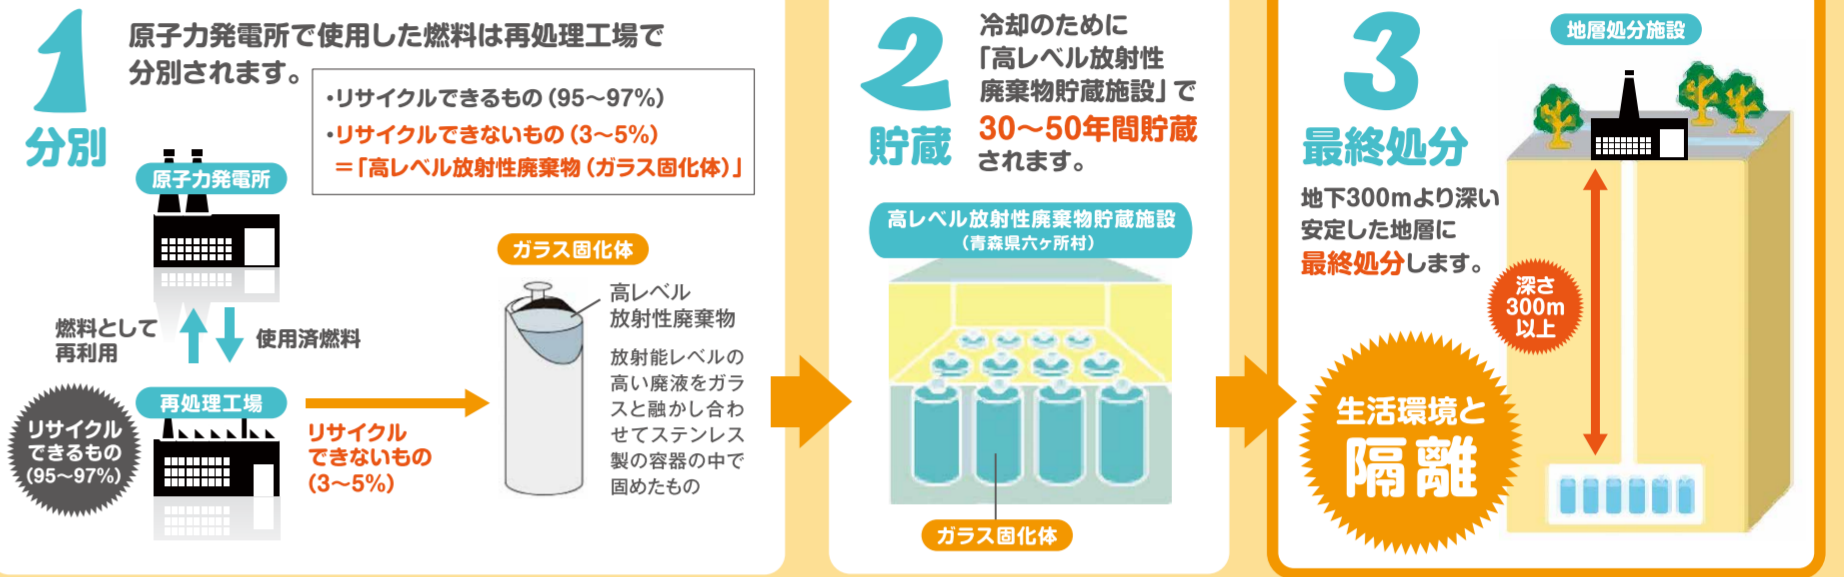 1
分別
原子力発電所で使用した燃料は再処理工場で
分別されます。
・リサイクルできるもの（95〜97%）
・リサイクルできないもの（3〜5%）
＝「高レベル放射性廃棄物（ガラス固化体）」
原子力発電所
燃料として
再利用
使用済燃料
再処理工場
リサイクル
できるもの
（95〜97%）
リサイクル
できないもの
（3〜5%）
ガラス固化体
高レベル
放射性廃棄物
放射能レベルの
高い廃液をガラ
スと融かし合わ
せてステンレス
製の容器の中で
固めたもの
2
貯蔵
冷却のために
「高レベル放射性
廃棄物貯蔵施設」で
30〜50年間貯蔵
されます。
高レベル放射性廃棄物貯蔵施設
（青森県六ヶ所村）
ガラス固化体
3
最終処分
地下300mより深い
安定した地層に
最終処分します。
地層処分施設
深さ
300m
以上
生活環境と
隔離